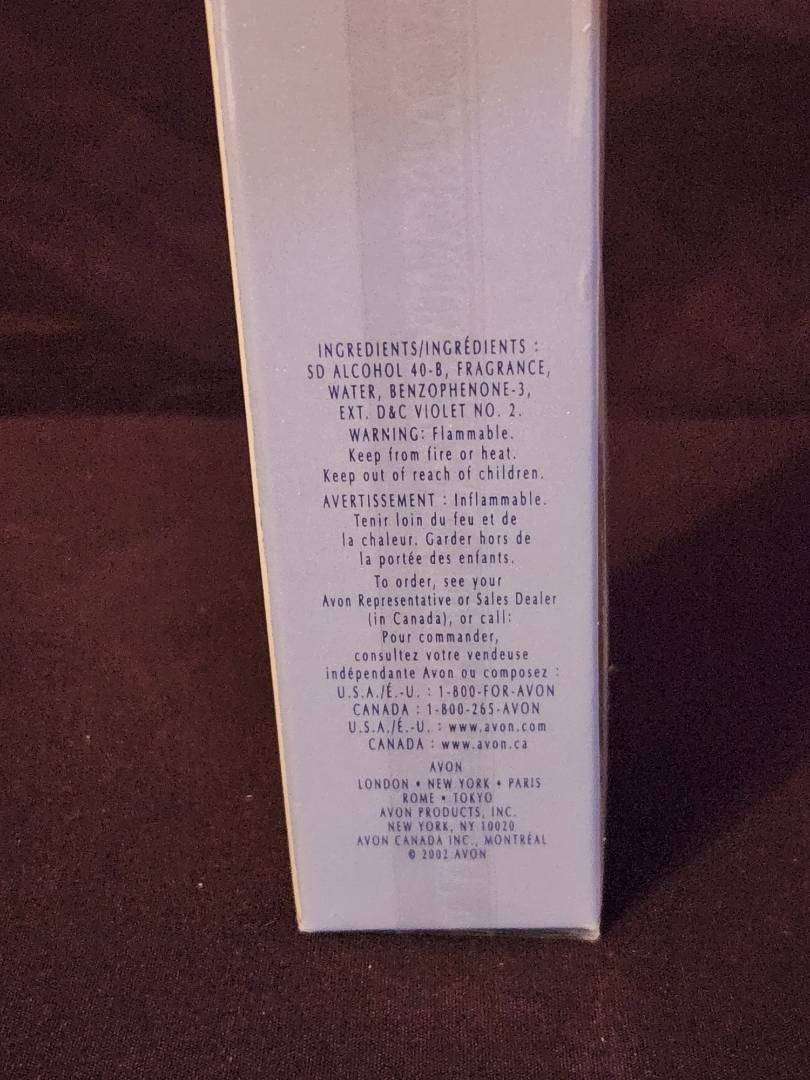 INGREDIENTS/INGRÉDIENTS :
SD ALCOHOL 40-B, FRAGRANCE,
WATER, BENZOPHENONE-3,
EXT. D&C VIOLET NO. 2.
WARNING: Flammable.
Keep from fire or heat.
Keep out of reach of children.
AVERTISSEMENT : Inflammable.
Tenir loin du feu et de
la chaleur. Garder hors de
la portée des enfants.
To order, see your
Avon Representative or Sales Dealer
(in Canada), or call:
Pour commander,
consultez votre vendeuse
indépendante Avon ou composez :
U.S.A./É.-U. : 1-800-FOR-AVON
CANADA : 1-800-265-AVON
U.S.A./É.-U. : www.avon.com
CANADA : www.avon.ca
AVON
LONDON • NEW YORK • PARIS
ROME • TOKYO
AVON PRODUCTS, INC.
NEW YORK, NY 10020
AVON CANADA INC., MONTRÉAL
© 2002 AVON